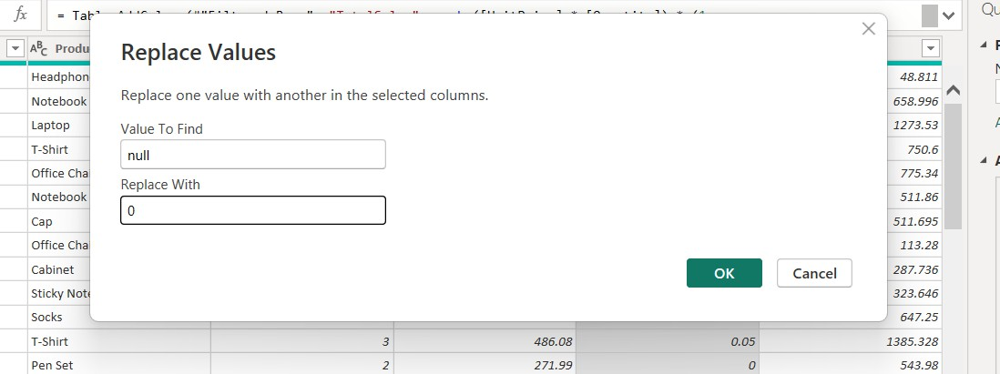 fx = Table
Qu
Replace Values
Replace one value with another in the selected columns.
Value To Find
null
Replace With
0
OK Cancel
ABC Produ
Headphon 48.811
Notebook 658.996
Laptop 1273.53
T-Shirt 750.6
Office Cha 775.34
Notebook 511.86
Cap 511.695
Office Cha 113.28
Cabinet 287.736
Sticky Note 323.646
Socks 647.25
T-Shirt 3 486.08 0.05 1385.328
Pen Set 2 271.99 0 543.98